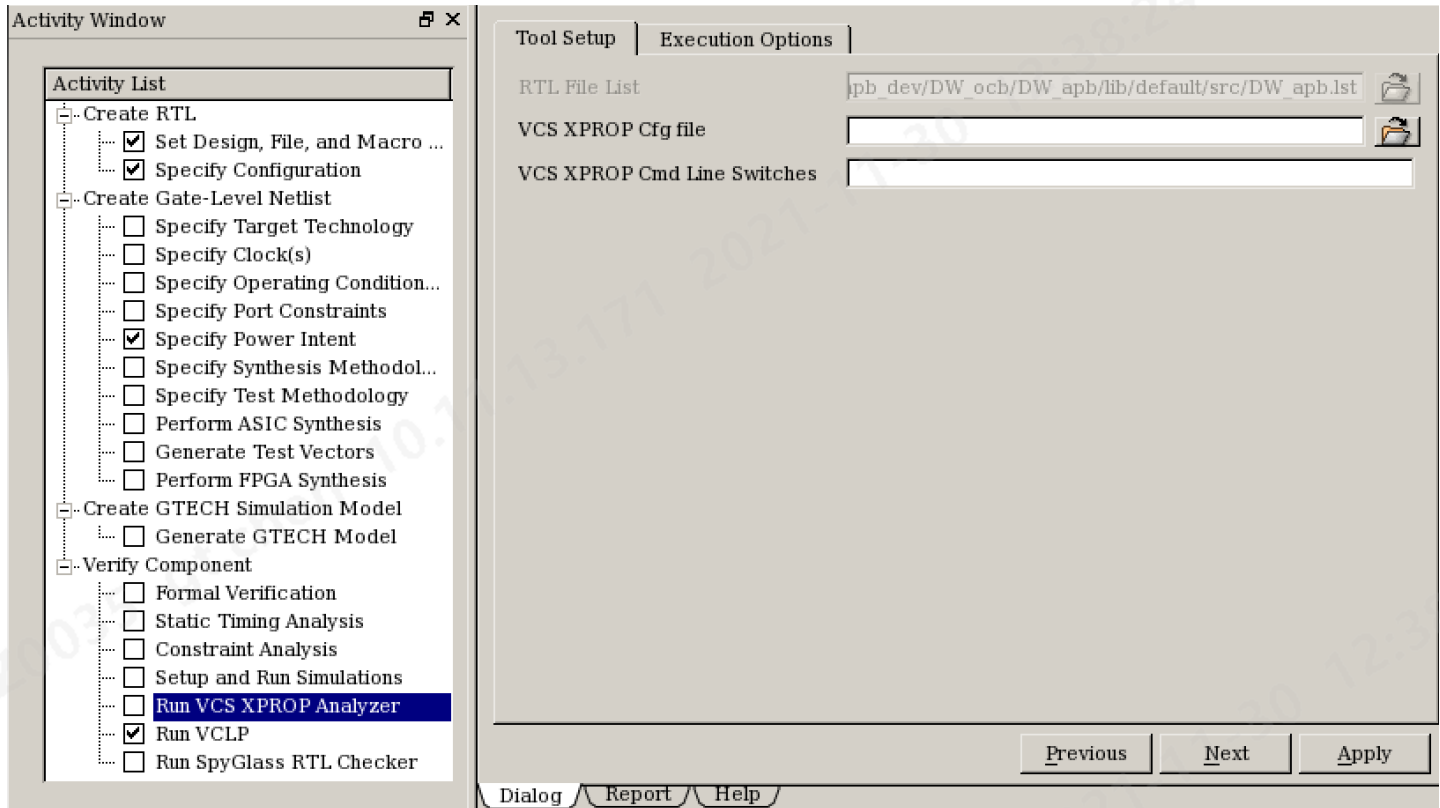 Activity Window
Activity List
Create RTL
Set Design, File, and Macro ...
Specify Configuration
Create Gate-Level Netlist
Specify Target Technology
Specify Clock(s)
Specify Operating Condition...
Specify Port Constraints
Specify Power Intent
Specify Synthesis Methodol...
Specify Test Methodology
Perform ASIC Synthesis
Generate Test Vectors
Perform FPGA Synthesis
Create GTECH Simulation Model
Generate GTECH Model
Verify Component
Formal Verification
Static Timing Analysis
Constraint Analysis
Setup and Run Simulations
Run VCS XPROP Analyzer
Run VCLP
Run SpyGlass RTL Checker
Tool Setup Execution Options
RTL File List pb_dev/DW_ocb/DW_apb/lib/default/src/DW_apb.lst
VCS XPROP Cfg file
VCS XPROP Cmd Line Switches
Previous Next Apply
Dialog Report Help